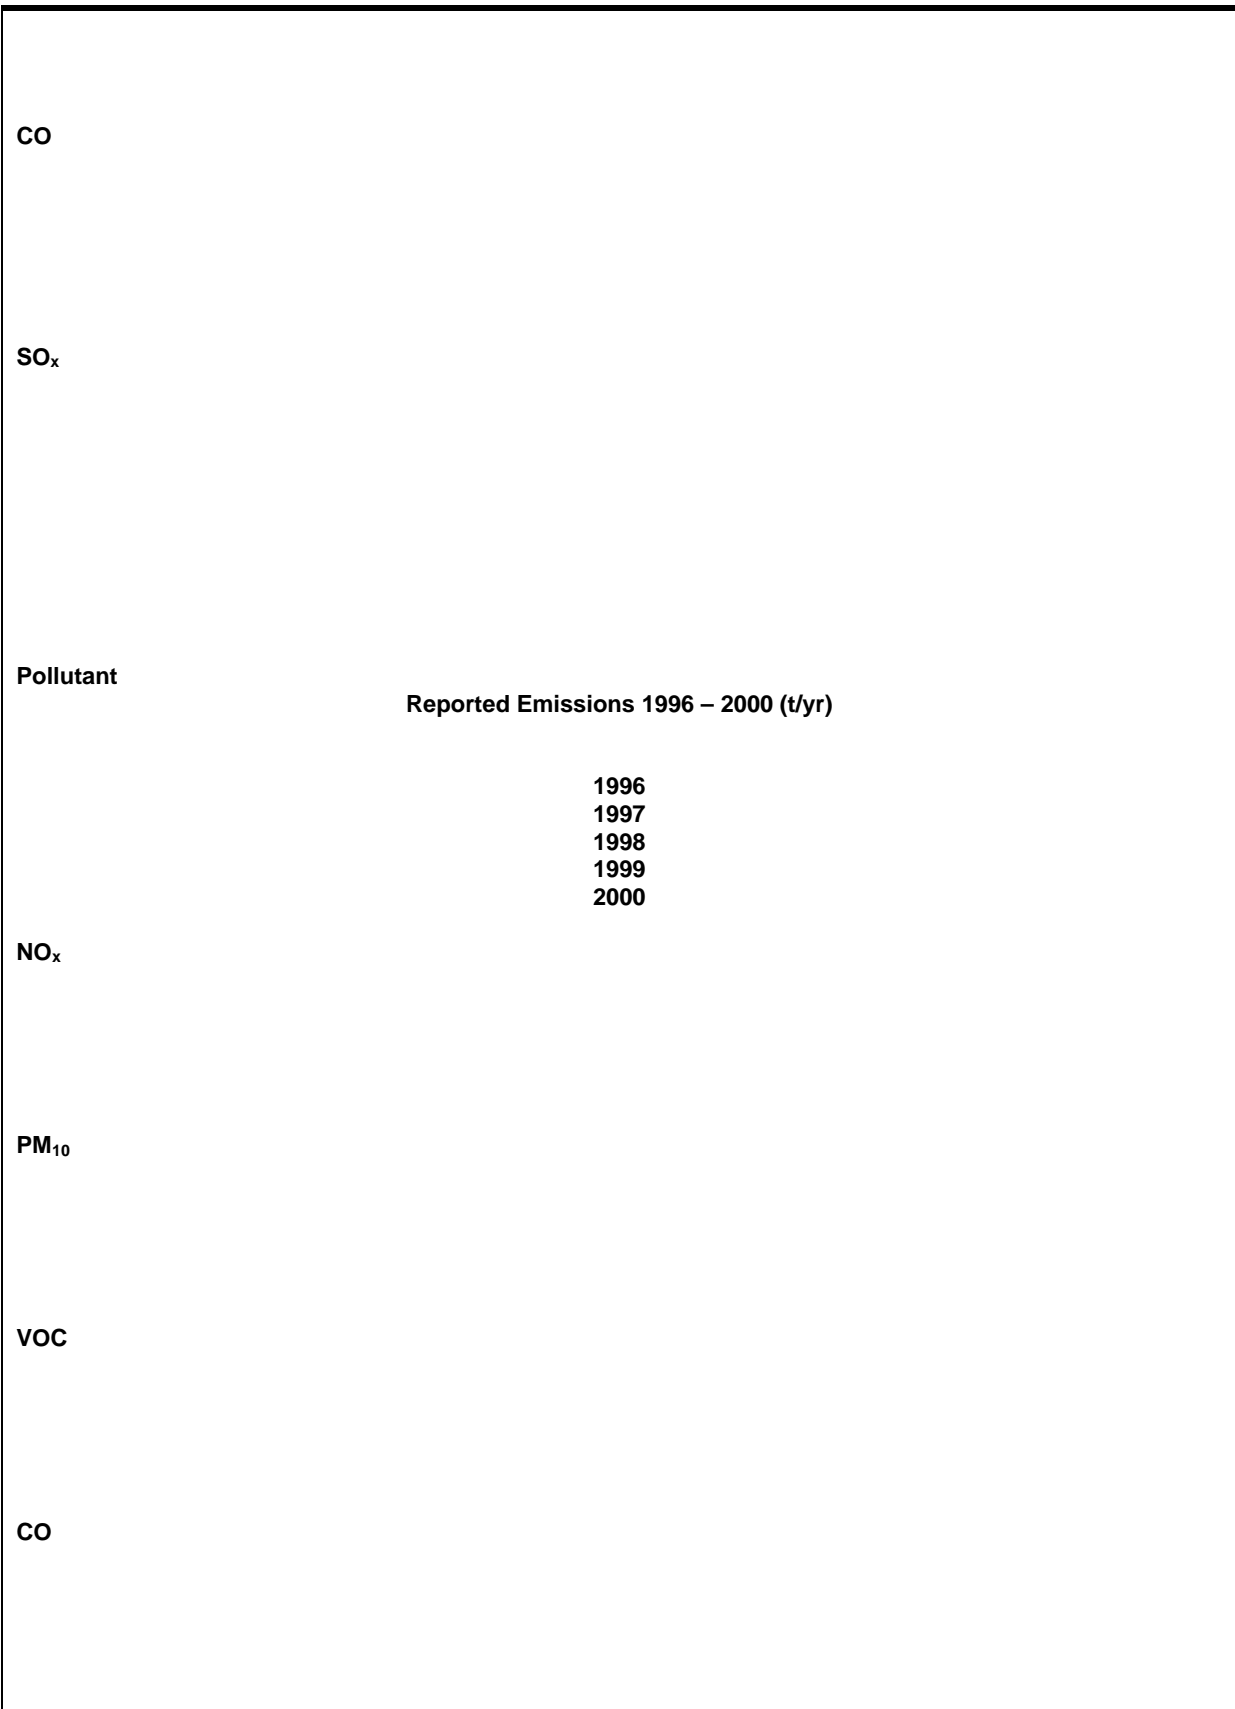 CO
SOx
Pollutant
Reported Emissions 1996 – 2000 (t/yr)
1996
1997
1998
1999
2000
NOx
PM10
VOC
CO